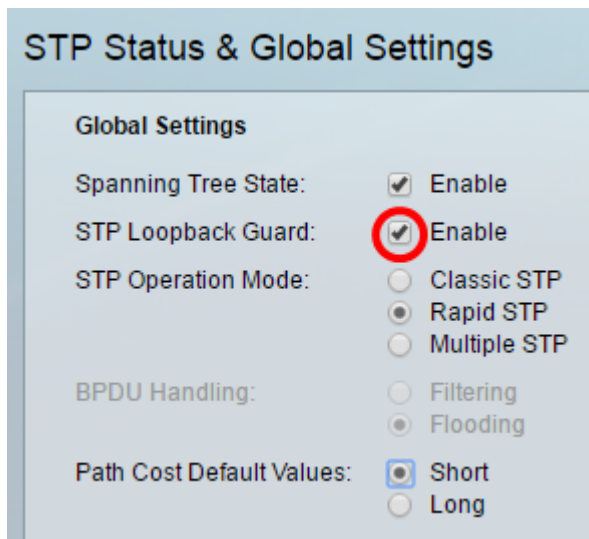 STP Status & Global Settings
Global Settings
Spanning Tree State: Enable
STP Loopback Guard: Enable
STP Operation Mode: Classic STP
Rapid STP
Multiple STP
BPDU Handling: Filtering
Flooding
Path Cost Default Values: Short
Long